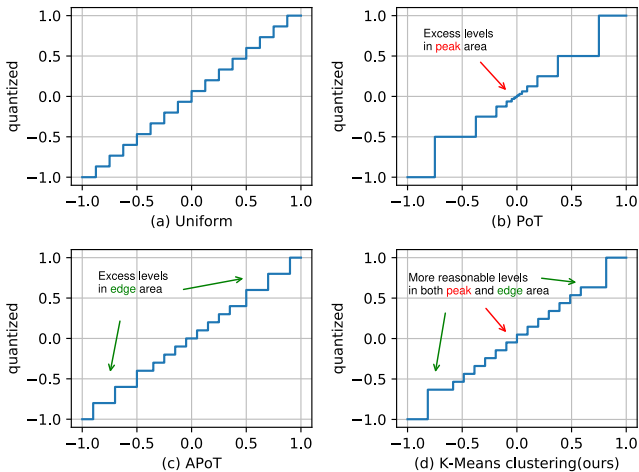 1.0
0.5
0.0
−0.5
−1.0
quantized
−1.0 −0.5 0.0 0.5 1.0
(a) Uniform
1.0
0.5
0.0
−0.5
−1.0
quantized
Excess levels
in peak area
−1.0 −0.5 0.0 0.5 1.0
(b) PoT
1.0
0.5
0.0
−0.5
−1.0
quantized
Excess levels
in edge area
−1.0 −0.5 0.0 0.5 1.0
(c) APoT
1.0
0.5
0.0
−0.5
−1.0
quantized
More reasonable levels
in both peak and edge area
−1.0 −0.5 0.0 0.5 1.0
(d) K-Means clustering(ours)